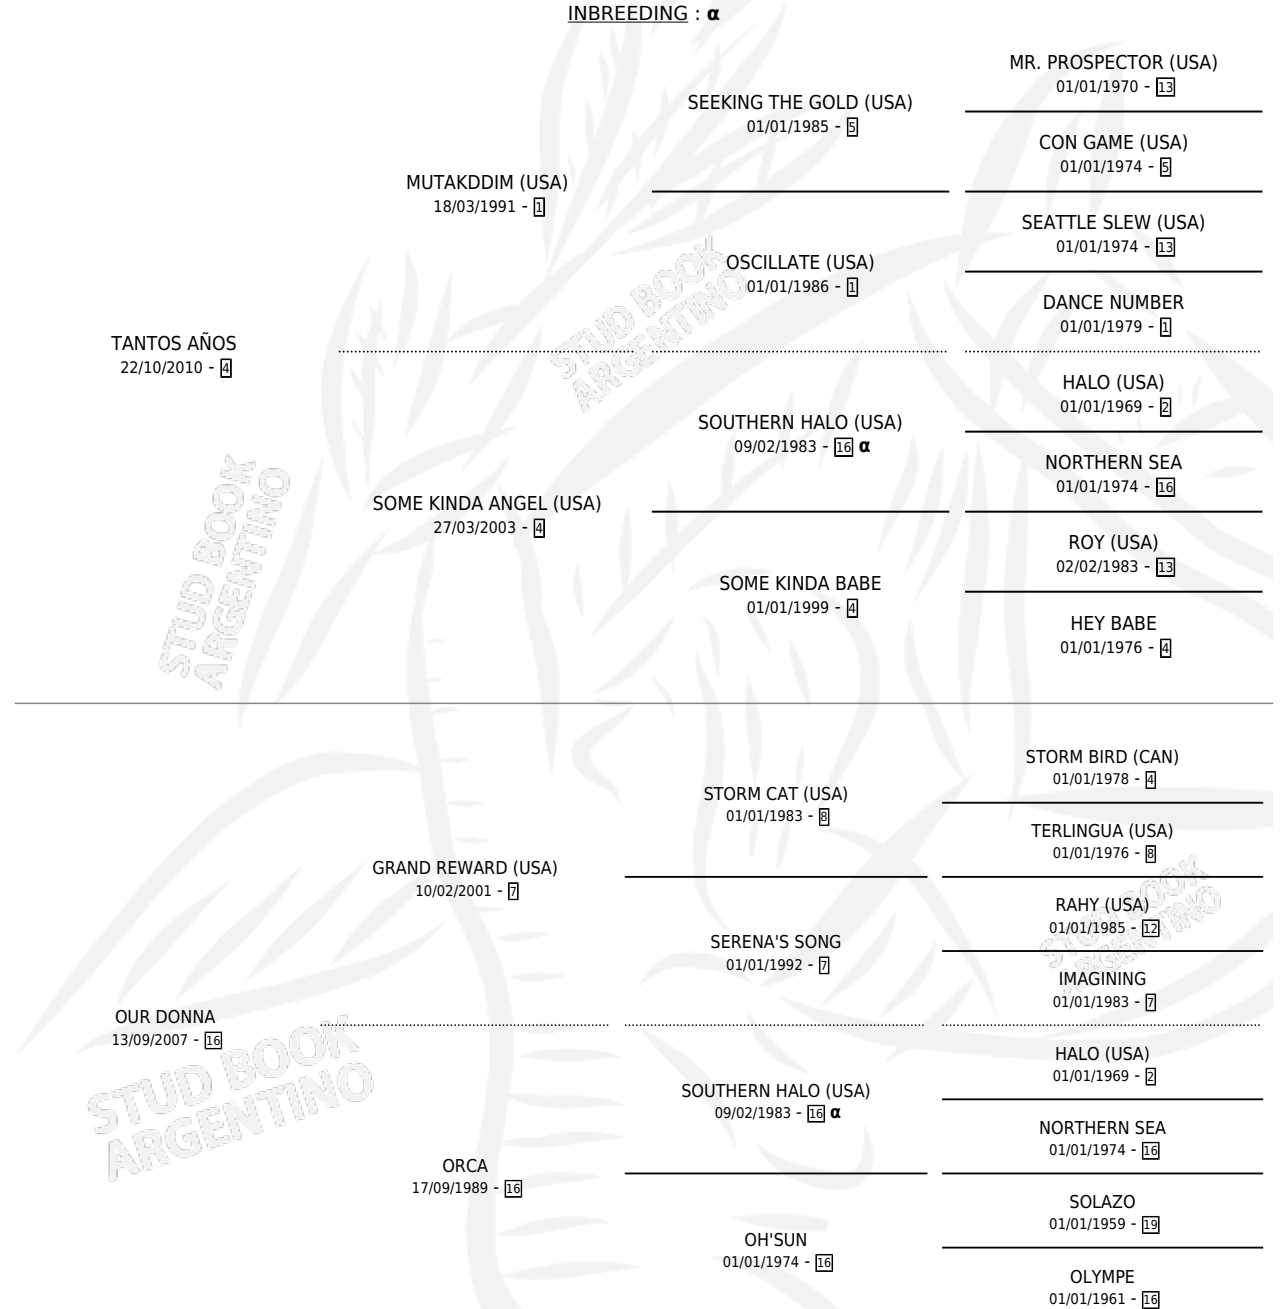 INBREEDING : α
MR. PROSPECTOR (USA)
01/01/1970 - 13
SEEKING THE GOLD (USA)
01/01/1985 - 5
CON GAME (USA)
01/01/1974 - 5
MUTAKDDIM (USA)
18/03/1991 - 1
SEATTLE SLEW (USA)
01/01/1974 - 13
OSCILLATE (USA)
01/01/1986 - 1
DANCE NUMBER
01/01/1979 - 1
TANTOS AÑOS
22/10/2010 - 4
HALO (USA)
01/01/1969 - 2
SOUTHERN HALO (USA)
09/02/1983 - 16 α
NORTHERN SEA
01/01/1974 - 16
SOME KINDA ANGEL (USA)
27/03/2003 - 4
ROY (USA)
02/02/1983 - 13
SOME KINDA BABE
01/01/1999 - 4
HEY BABE
01/01/1976 - 4
STUD BOOK
ARGENTINO
STUD BOOK
ARGENTINO
STORM BIRD (CAN)
01/01/1978 - 4
STORM CAT (USA)
01/01/1983 - 8
TERLINGUA (USA)
01/01/1976 - 8
GRAND REWARD (USA)
10/02/2001 - 7
RAHY (USA)
01/01/1985 - 12
SERENA'S SONG
01/01/1992 - 7
IMAGINING
01/01/1983 - 7
OUR DONNA
13/09/2007 - 16
HALO (USA)
01/01/1969 - 2
SOUTHERN HALO (USA)
09/02/1983 - 16 α
NORTHERN SEA
01/01/1974 - 16
ORCA
17/09/1989 - 16
SOLAZO
01/01/1959 - 19
OH'SUN
01/01/1974 - 16
OLYMPE
01/01/1961 - 16
STUD BOOK
ARGENTINO
STUD BOOK
ARGENTINO